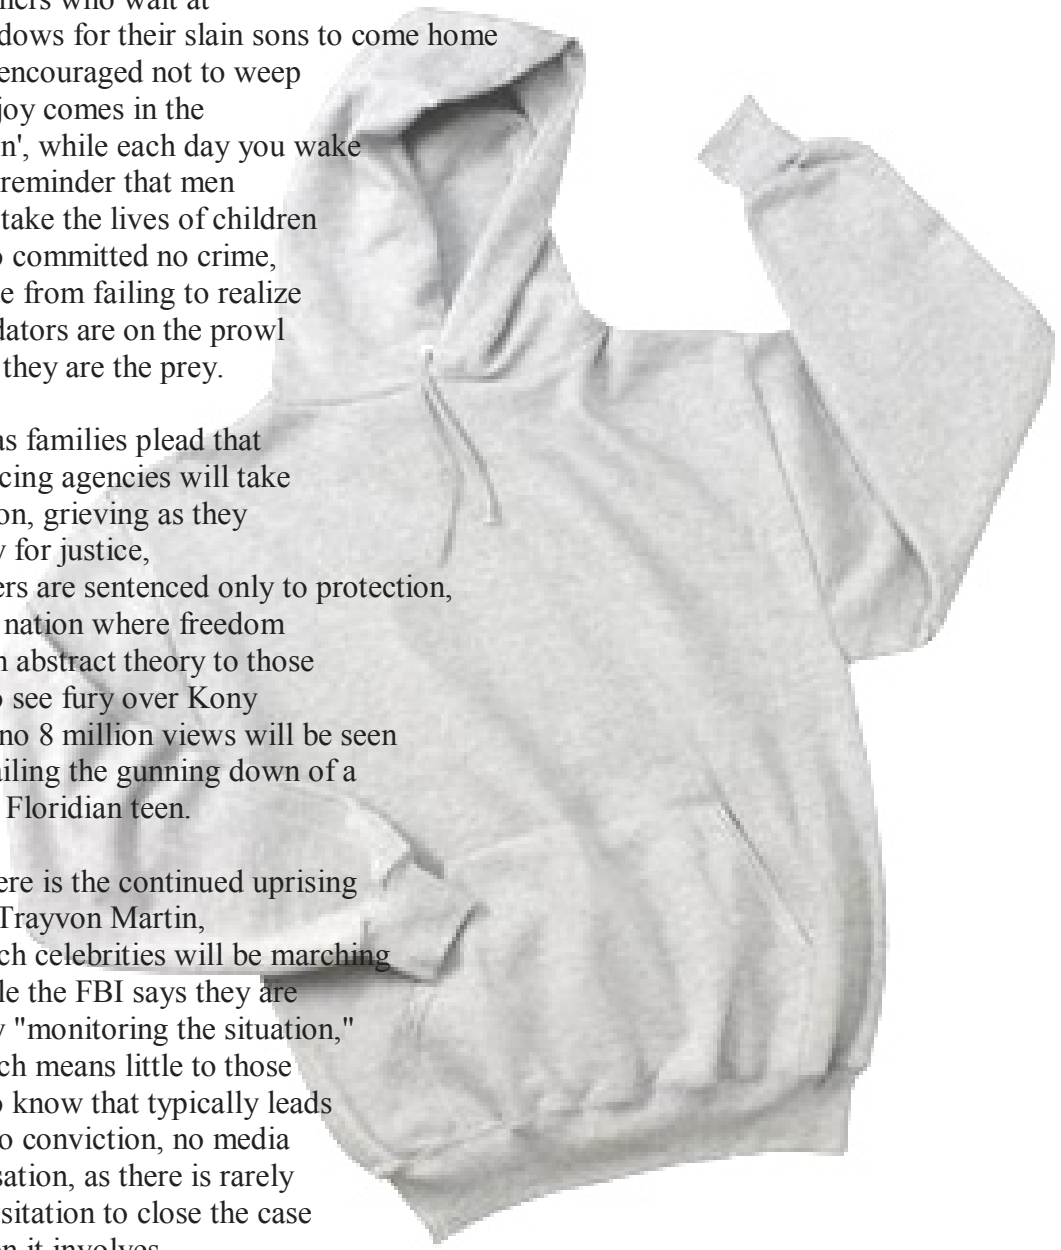 hers who wait at
dows for their slain sons to come home
encouraged not to weep
joy comes in the
n', while each day you wake
reminder that men
take the lives of children
o committed no crime,
e from failing to realize
dators are on the prowl
they are the prey.
as families plead that
cing agencies will take
on, grieving as they
y for justice,
ers are sentenced only to protection,
nation where freedom
n abstract theory to those
o see fury over Kony
no 8 million views will be seen
ailing the gunning down of a
Floridian teen.
ere is the continued uprising
Trayvon Martin,
ch celebrities will be marching
le the FBI says they are
y "monitoring the situation,"
ch means little to those
o know that typically leads
o conviction, no media
sation, as there is rarely
sitation to close the case
en it involves